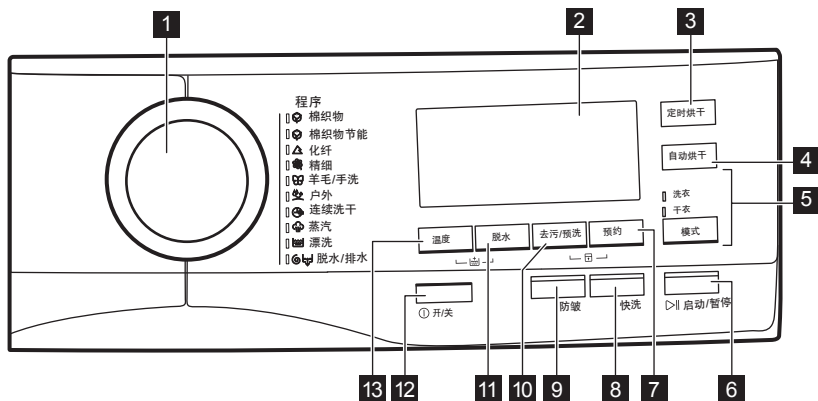 1
2
3
定时烘干
程序
棉织物
棉织物节能
化纤
精细
羊毛/手洗
户外
连续洗干
蒸汽
漂洗
脱水/排水
自动烘干
4
5
洗衣
干衣
模式
温度
脱水
去污/预洗
预约
开/关
防皱
快洗
启动/暂停
13
12
11
10
9
8
7
6